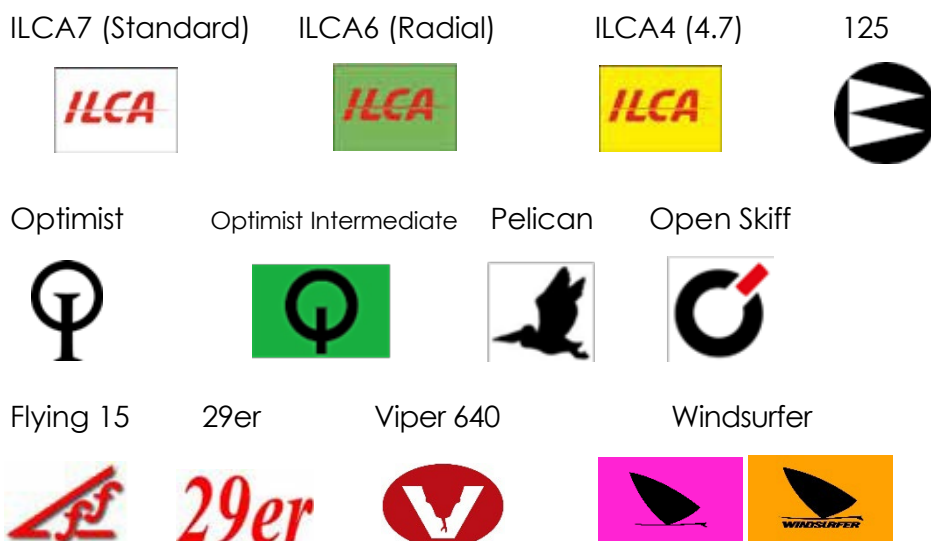 ILCA7 (Standard) ILCA6 (Radial) ILCA4 (4.7) 125
ILCA ILCA ILCA
Optimist Optimist Intermediate Pelican Open Skiff
Flying 15 29er Viper 640 Windsurfer
ff 29er V
WINDSURFER